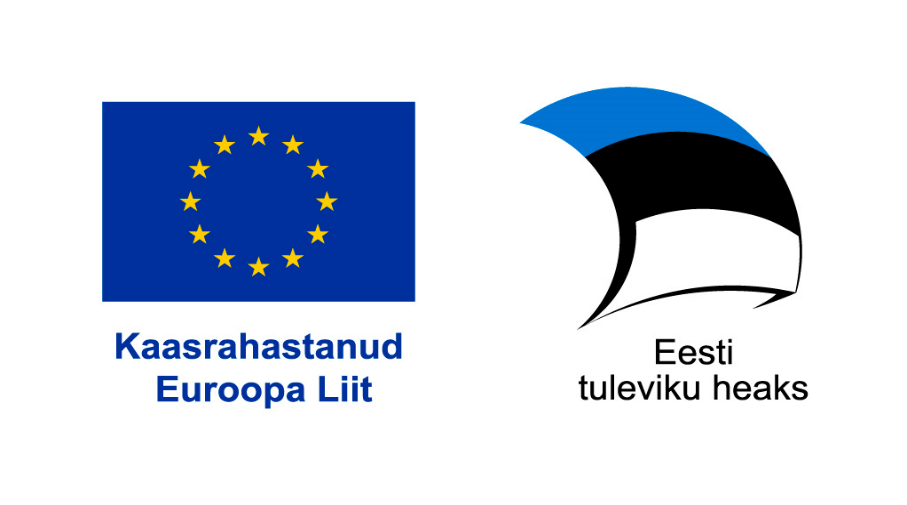 Kaasrahastanud
Euroopa Liit
Eesti
tuleviku heaks